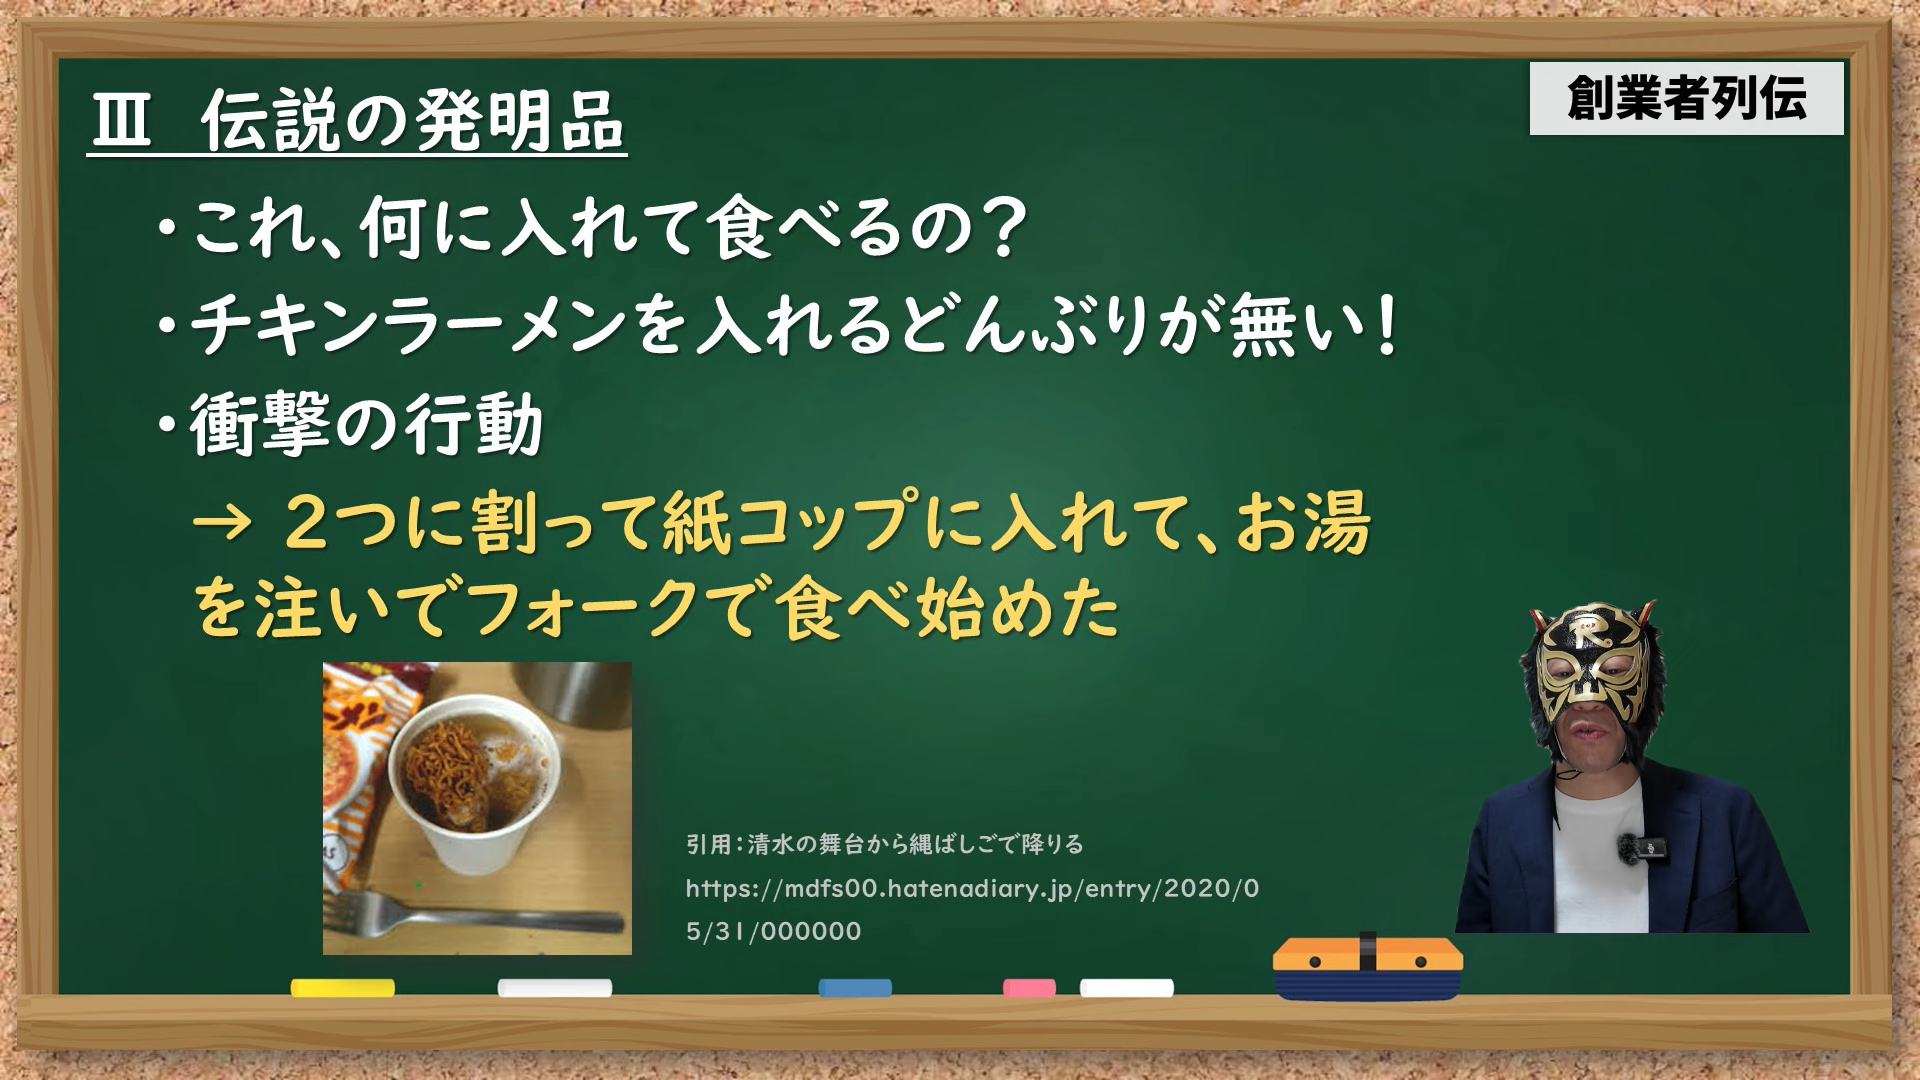 創業者列伝
Ⅲ 伝説の発明品
・これ、何に入れて食べるの？
・チキンラーメンを入れるどんぶりが無い！
・衝撃の行動
→ ２つに割って紙コップに入れて、お湯
を注いでフォークで食べ始めた
R
ーメン
引用：清水の舞台から縄ばしごで降りる
https://mdfs00.hatenadiary.jp/entry/2020/0
5/31/000000